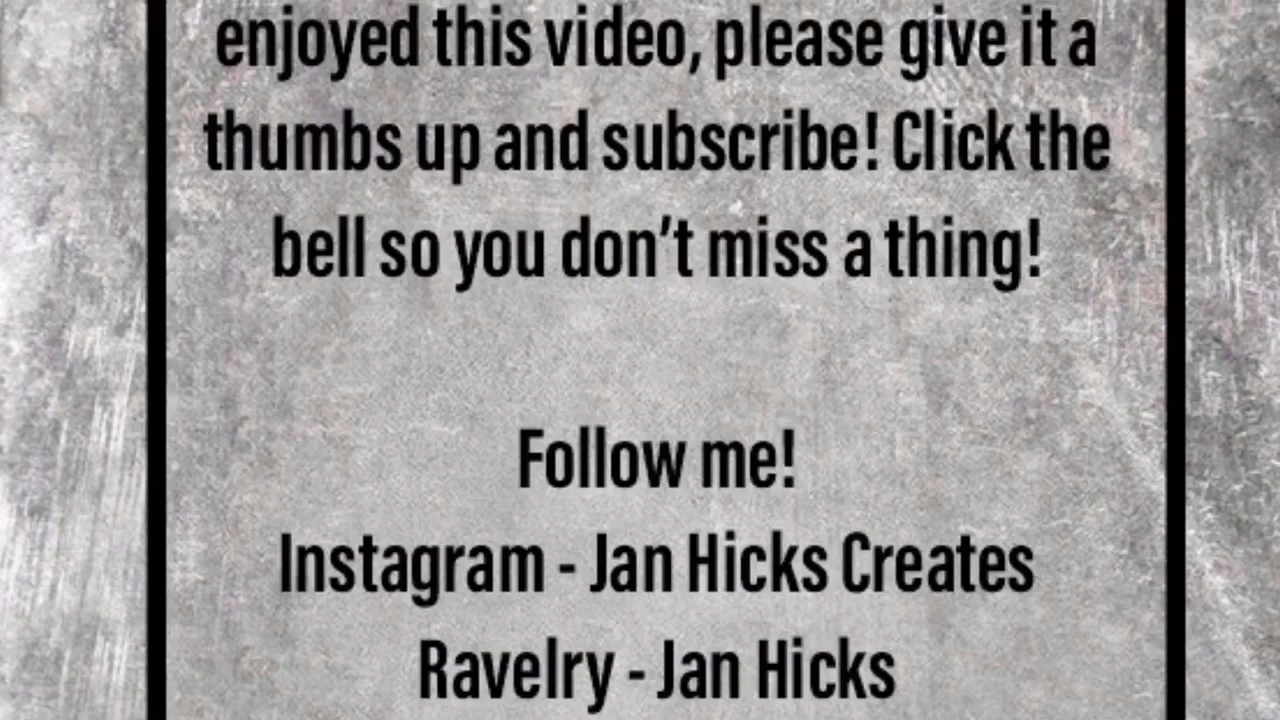 enjoyed this video, please give it a
thumbs up and subscribe! Click the
bell so you don’t miss a thing!
Follow me!
Instagram - Jan Hicks Creates
Ravelry - Jan Hicks